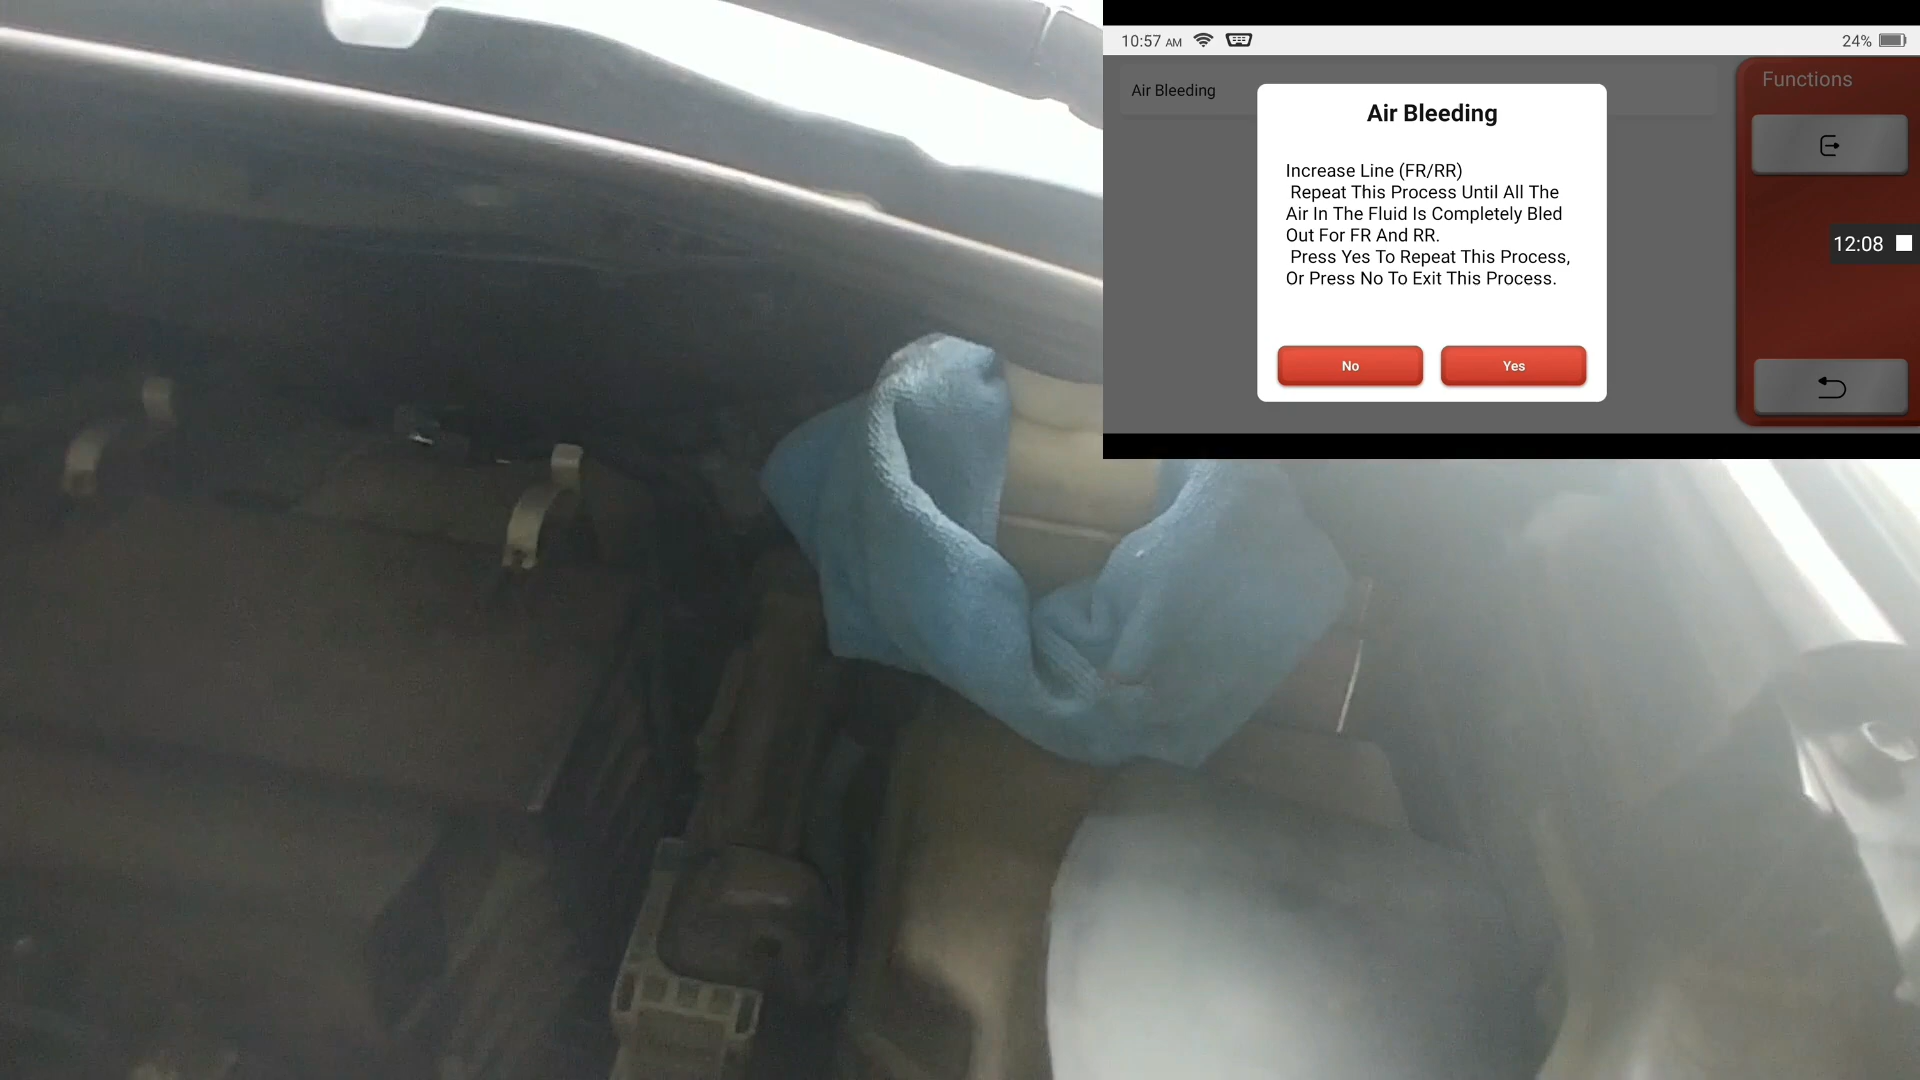 10:57 AM
24%
Air Bleeding
Functions
Air Bleeding
Increase Line (FR/RR)
Repeat This Process Until All The
Air In The Fluid Is Completely Bled
Out For FR And RR.
Press Yes To Repeat This Process,
Or Press No To Exit This Process.
12:08
No
Yes